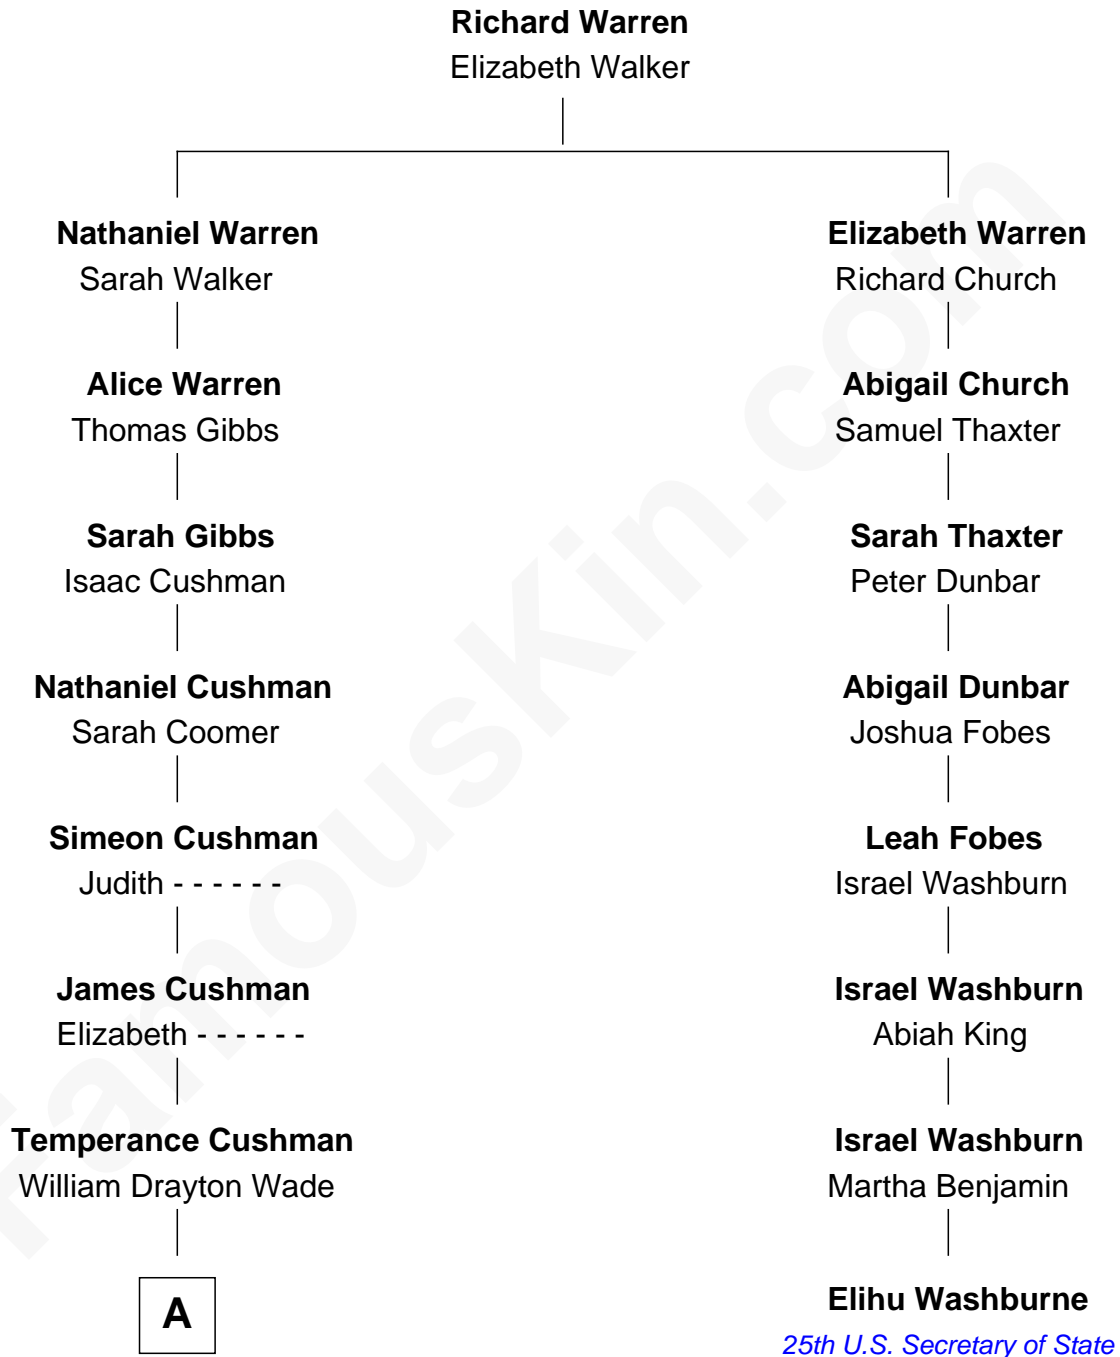 Richard Warren
Elizabeth Walker
Nathaniel Warren
Sarah Walker
Alice Warren
Thomas Gibbs
Sarah Gibbs
Isaac Cushman
Nathaniel Cushman
Sarah Coomer
Simeon Cushman
Judith - - - - - -
James Cushman
Elizabeth - - - - - -
Temperance Cushman
William Drayton Wade
A
Elizabeth Warren
Richard Church
Abigail Church
Samuel Thaxter
Sarah Thaxter
Peter Dunbar
Abigail Dunbar
Joshua Fobes
Leah Fobes
Israel Washburn
Israel Washburn
Abiah King
Israel Washburn
Martha Benjamin
Elihu Washburne
25th U.S. Secretary of State
FamousKin.com